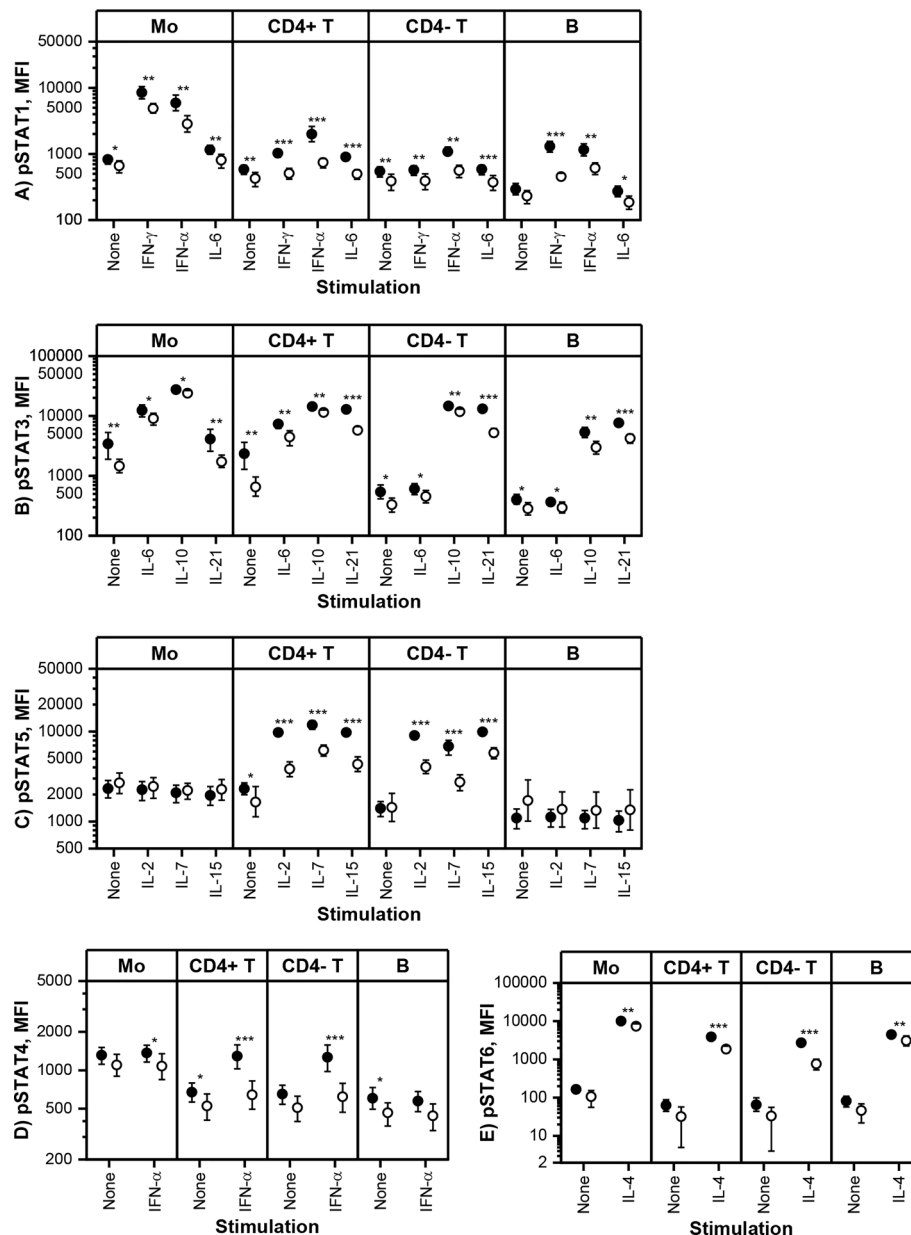 Mo CD4+ T CD4- T B
A) pSTAT1, MFI
50000
10000
5000
1000
500
100
* ** ** ** ** *** *** *** ** ** ** *** *** ** *
None IFN-γ IFN-α IL-6 None IFN-γ IFN-α IL-6 None IFN-γ IFN-α IL-6 None IFN-γ IFN-α IL-6
Stimulation
Mo CD4+ T CD4- T B
B) pSTAT3, MFI
100000
10000
5000
1000
500
100
** * * ** ** ** ** *** * * ** *** * * ** ***
None IL-6 IL-10 IL-21 None IL-6 IL-10 IL-21 None IL-6 IL-10 IL-21 None IL-6 IL-10 IL-21
Stimulation
Mo CD4+ T CD4- T B
C) pSTAT5, MFI
50000
10000
5000
2000
1000
500
* *** *** *** *** *** ***
None IL-2 IL-7 IL-15 None IL-2 IL-7 IL-15 None IL-2 IL-7 IL-15 None IL-2 IL-7 IL-15
Stimulation
Mo CD4+ T CD4- T B
D) pSTAT4, MFI
5000
1000
500
200
* * *** *** *
None IFN-α None IFN-α None IFN-α None IFN-α
Stimulation
Mo CD4+ T CD4- T B
E) pSTAT6, MFI
100000
10000
1000
100
10
2
** *** *** **
None IL-4 None IL-4 None IL-4 None IL-4
Stimulation